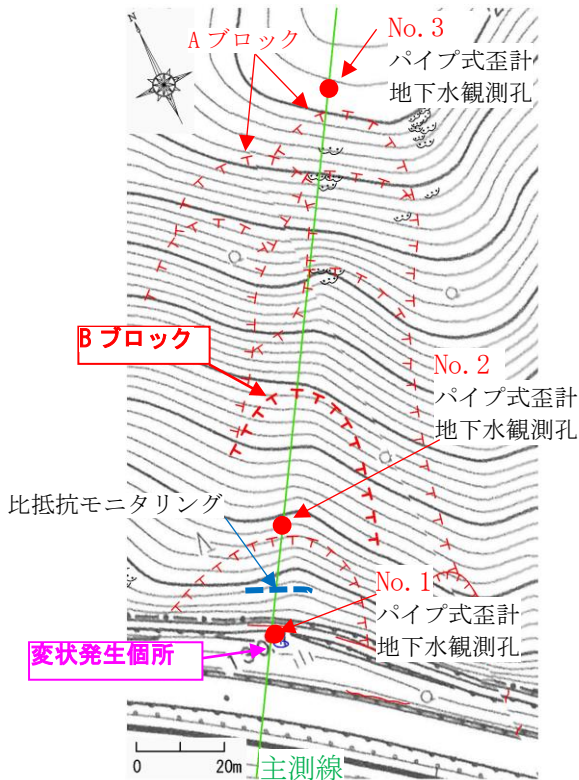 N
Aブロック
No.3
パイプ式歪計
地下水観測孔
Bブロック
No.2
パイプ式歪計
地下水観測孔
比抵抗モニタリング
No.1
パイプ式歪計
地下水観測孔
変状発生個所
0
20m
主測線